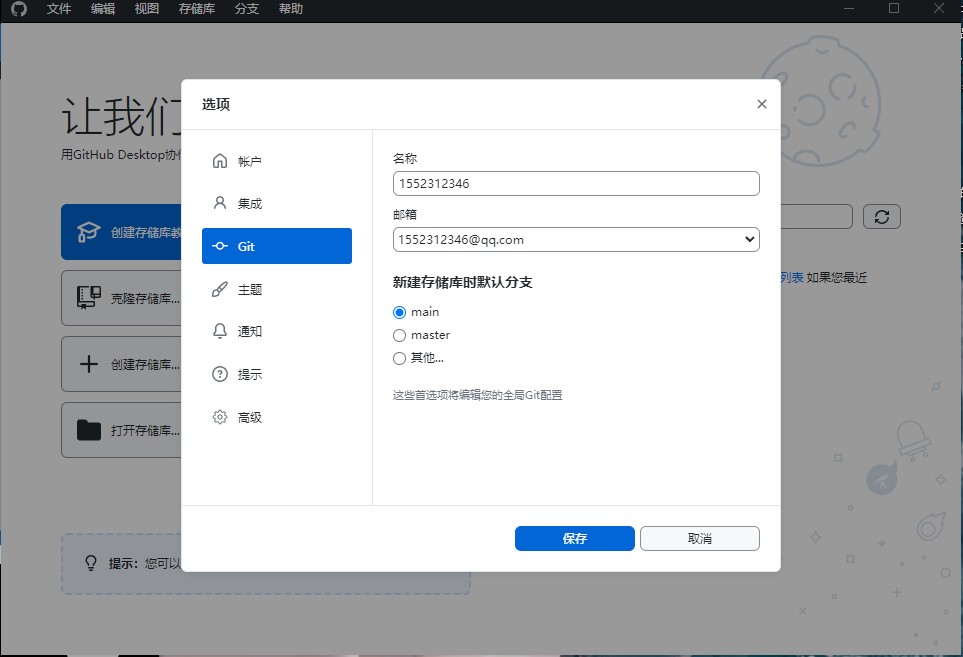 文件 编辑 视图 存储库 分支 帮助
让我们
用GitHub Desktop协
创建存储库教
克隆存储库...
创建存储库...
打开存储库...
提示: 您可以
列表 如果您最近
选项
帐户
集成
Git
主题
通知
提示
高级
名称
1552312346
邮箱
1552312346@qq.com
新建存储库时默认分支
main
master
其他...
这些首选项将编辑您的全局Git配置
保存 取消